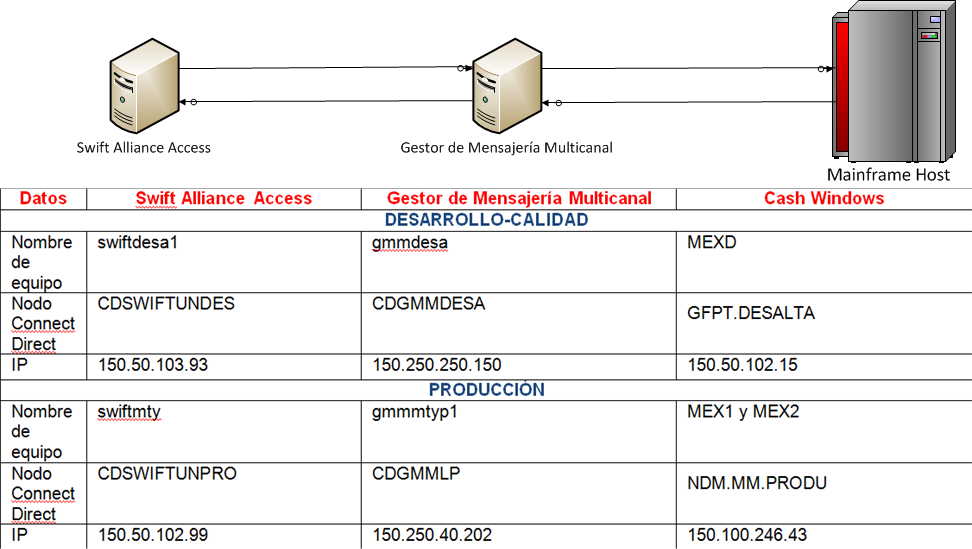 Swift Alliance Access
Gestor de Mensajería Multicanal
Mainframe Host
Datos Swift Alliance Access Gestor de Mensajería Multicanal Cash Windows
DESARROLLO-CALIDAD
Nombre de equipo swiftdesa1 gmmdesa MEXD
Nodo Connect Direct CDSWIFTUNDES CDGMMDESA GFPT.DESALTA
IP 150.50.103.93 150.250.250.150 150.50.102.15
PRODUCCIÓN
Nombre de equipo swiftmty gmmmtyp1 MEX1 y MEX2
Nodo Connect Direct CDSWIFTUNPRO CDGMMLP NDM.MM.PRODU
IP 150.50.102.99 150.250.40.202 150.100.246.43